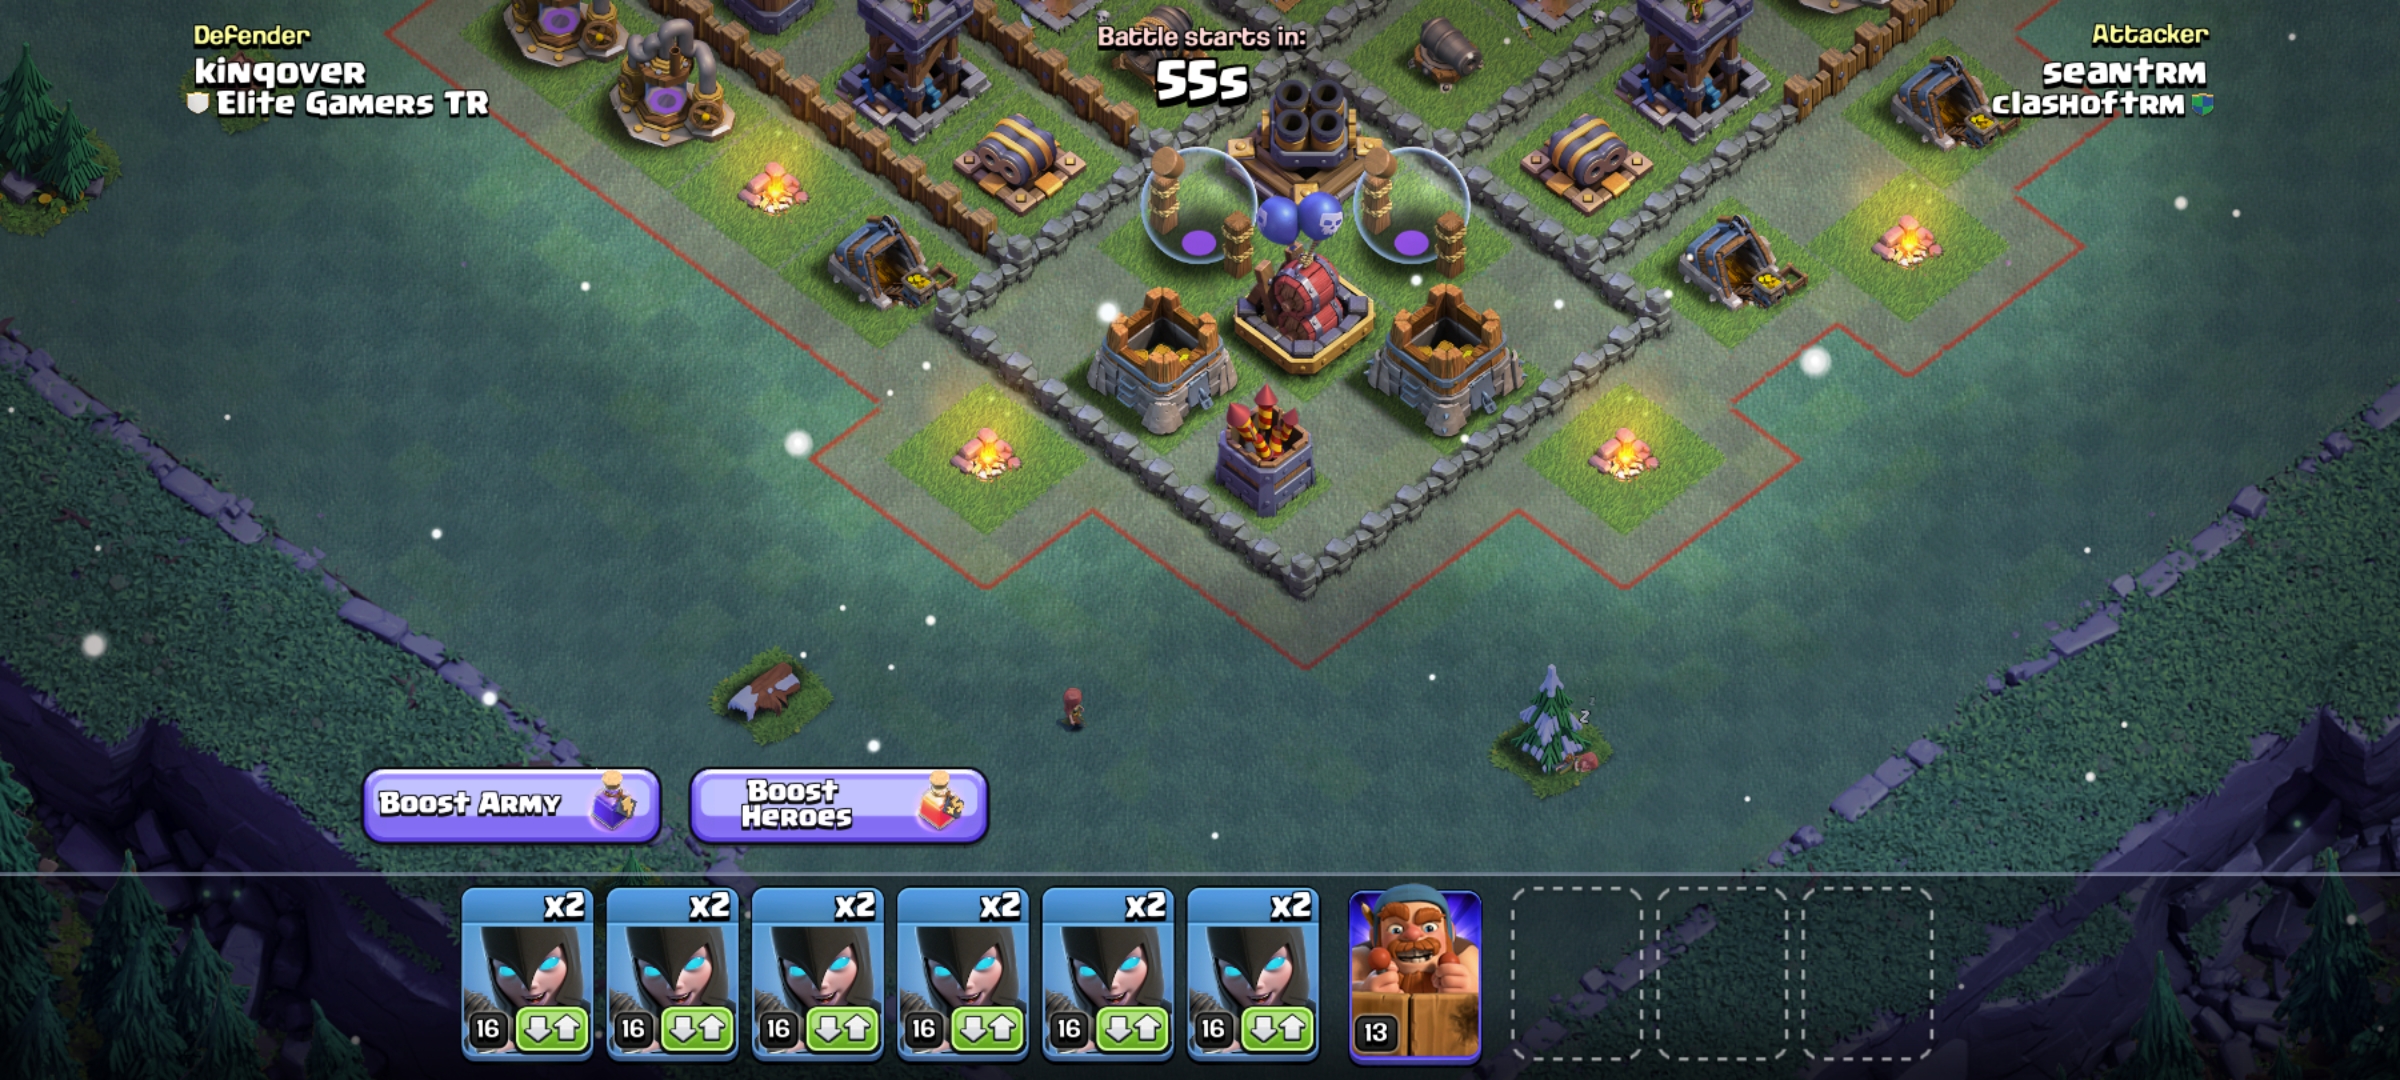 Defender
kinqover
Elite Gamers TR
Battle starts in:
55s
Attacker
seantrm
clashoftrm
Boost Army
Boost
Heroes
x2 x2 x2 x2 x2 x2
16 16 16 16 16 16 13
z